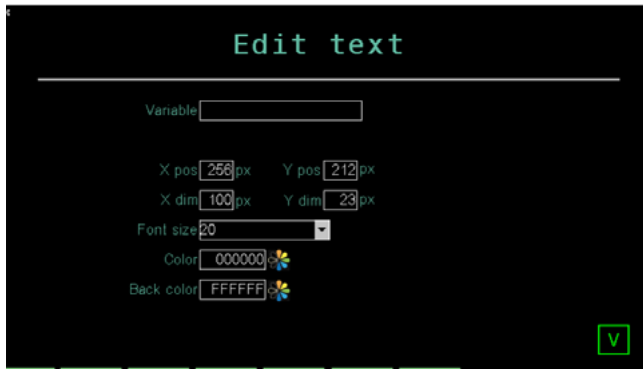 Edit text
Variable
X pos 256 px Y pos 212 px
X dim 100 px Y dim 23 px
Font size 20
Color 000000
Back color FFFFFF
V